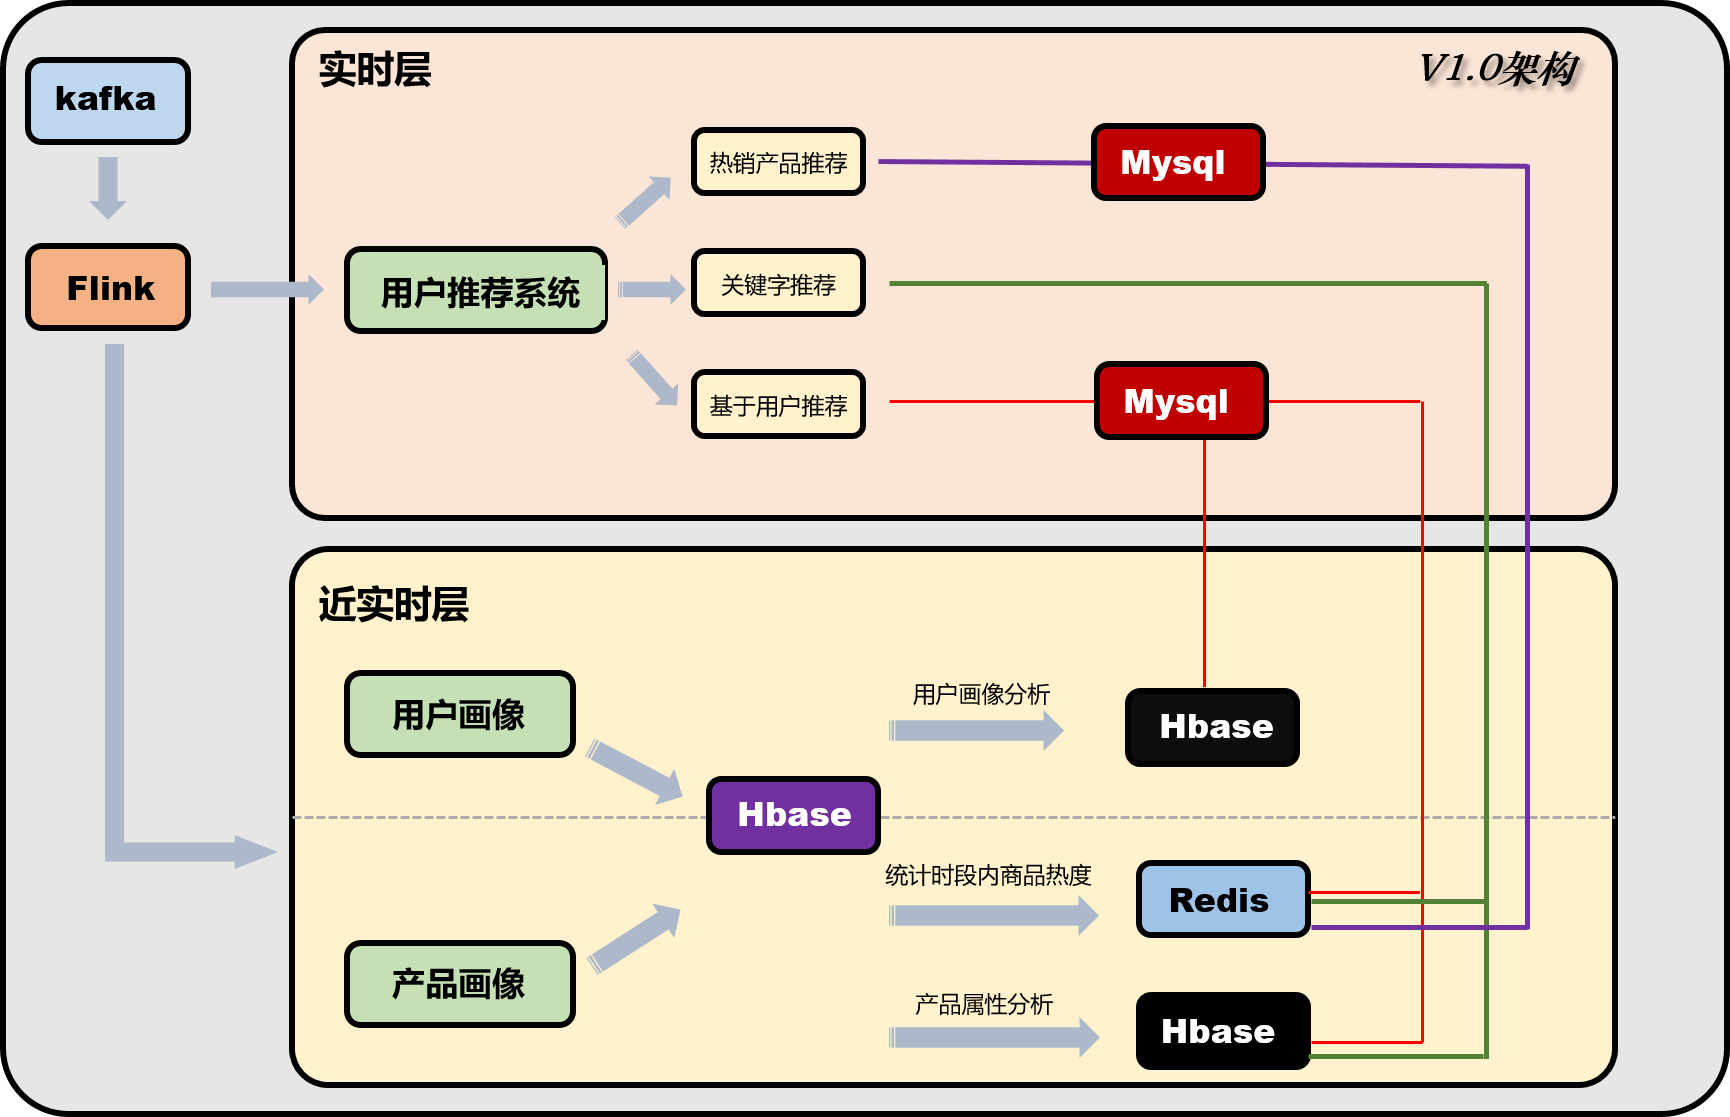 kafka
Flink
实时层
V1.0架构
用户推荐系统
热销产品推荐
Mysql
关键字推荐
基于用户推荐
Mysql
近实时层
用户画像
Hbase
产品画像
用户画像分析
Hbase
统计时段内商品热度
Redis
产品属性分析
Hbase